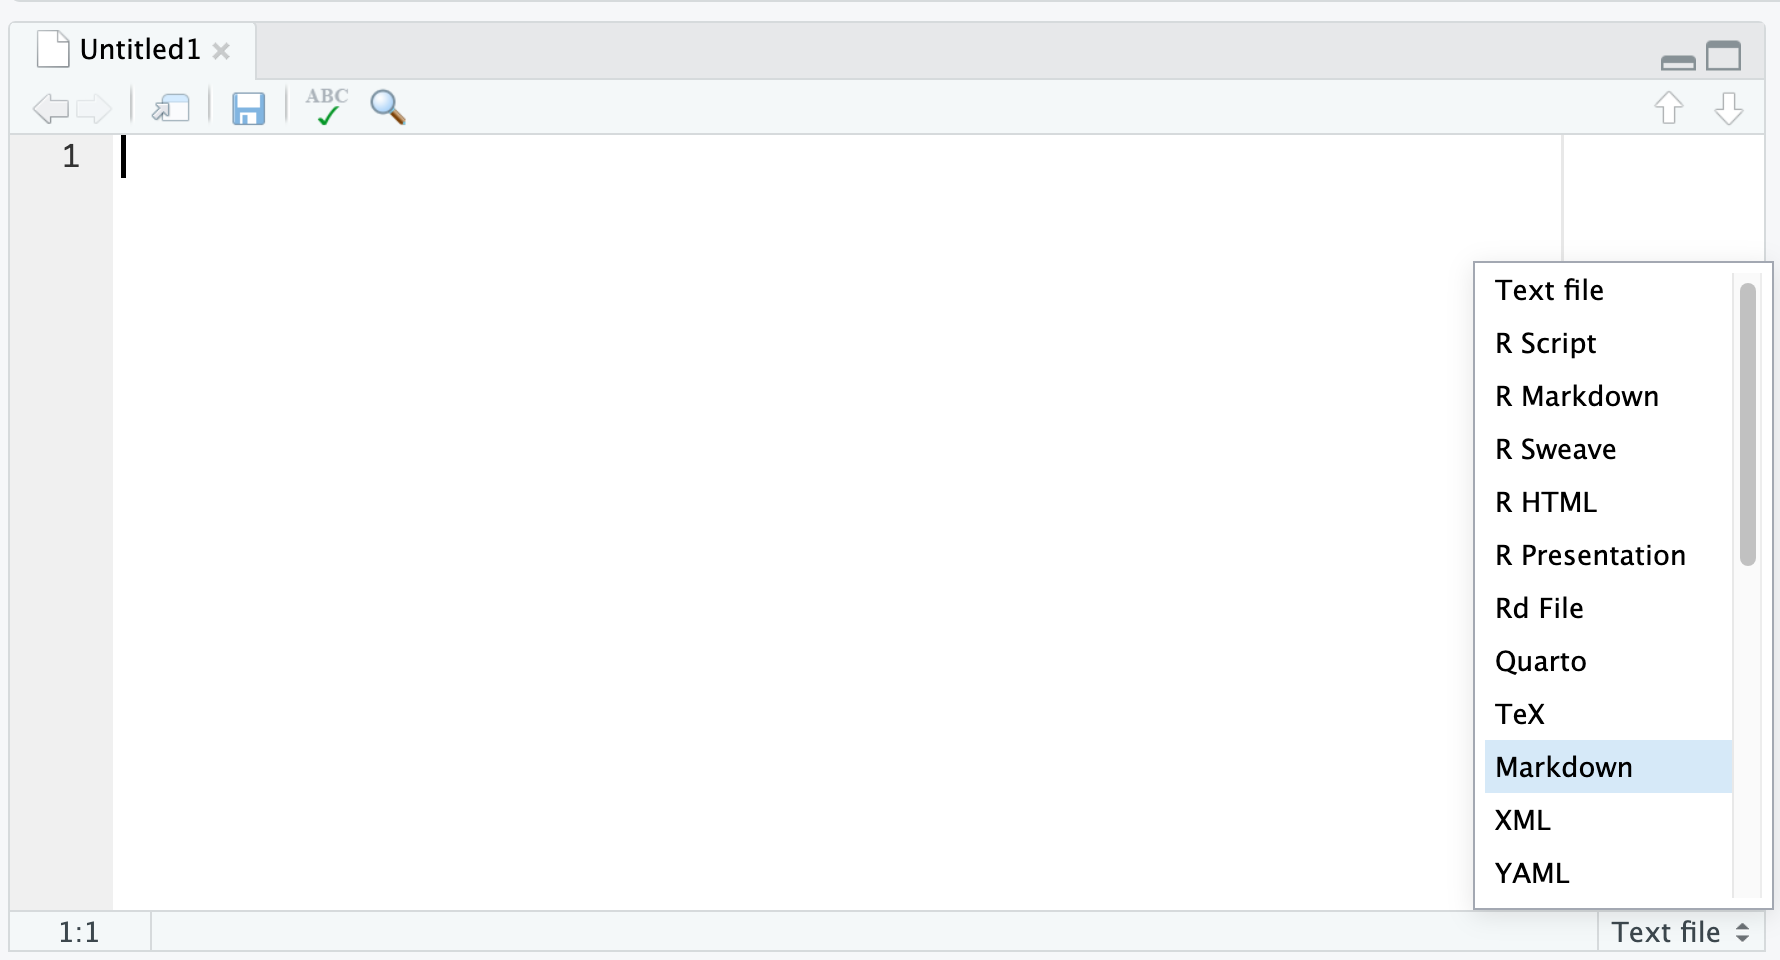 Untitled1
ABC
1
Text file
R Script
R Markdown
R Sweave
R HTML
R Presentation
Rd File
Quarto
TeX
Markdown
XML
YAML
1:1
Text file